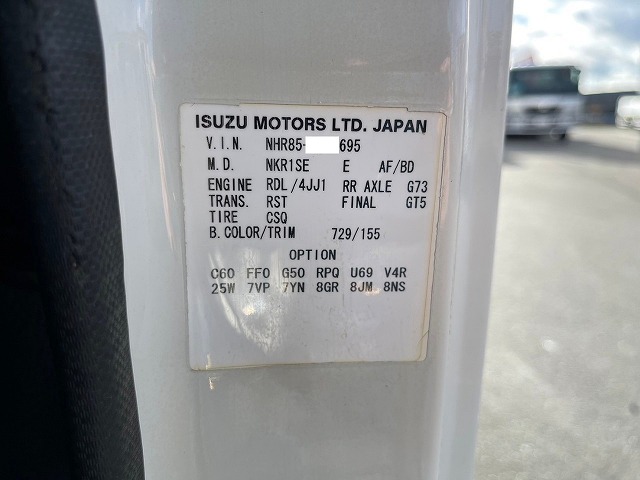 ISUZU MOTORS LTD. JAPAN
V.I.N. NHR85- 695
M.D. NKR1SE E AF/BD
ENGINE RDL/4JJ1 RR AXLE G73
TRANS. RST FINAL GT5
TIRE CSQ
B.COLOR/TRIM 729/155
OPTION
C60 FFO G50 RPQ U69 V4R
25W 7VP 7YN 8GR 8JM 8NS